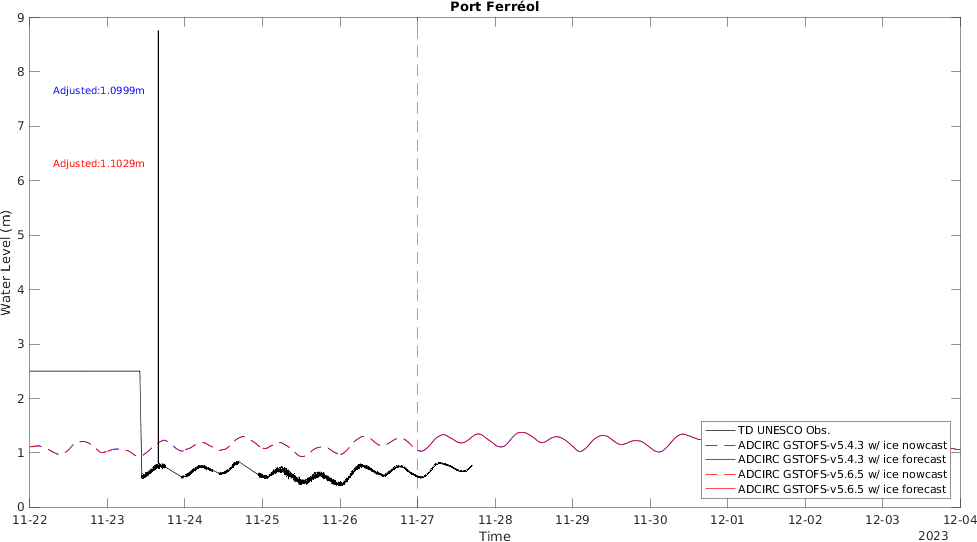 Port Ferréol
9
8
7
6
5
4
3
2
1
0
Water Level (m)
Adjusted:1.0999m
Adjusted:1.1029m
TD UNESCO Obs.
ADCIRC GSTOFS-v5.4.3 w/ ice nowcast
ADCIRC GSTOFS-v5.4.3 w/ ice forecast
ADCIRC GSTOFS-v5.6.5 w/ ice nowcast
ADCIRC GSTOFS-v5.6.5 w/ ice forecast
11-22 11-23 11-24 11-25 11-26 11-27 11-28 11-29 11-30 12-01 12-02 12-03 12-04
Time
2023